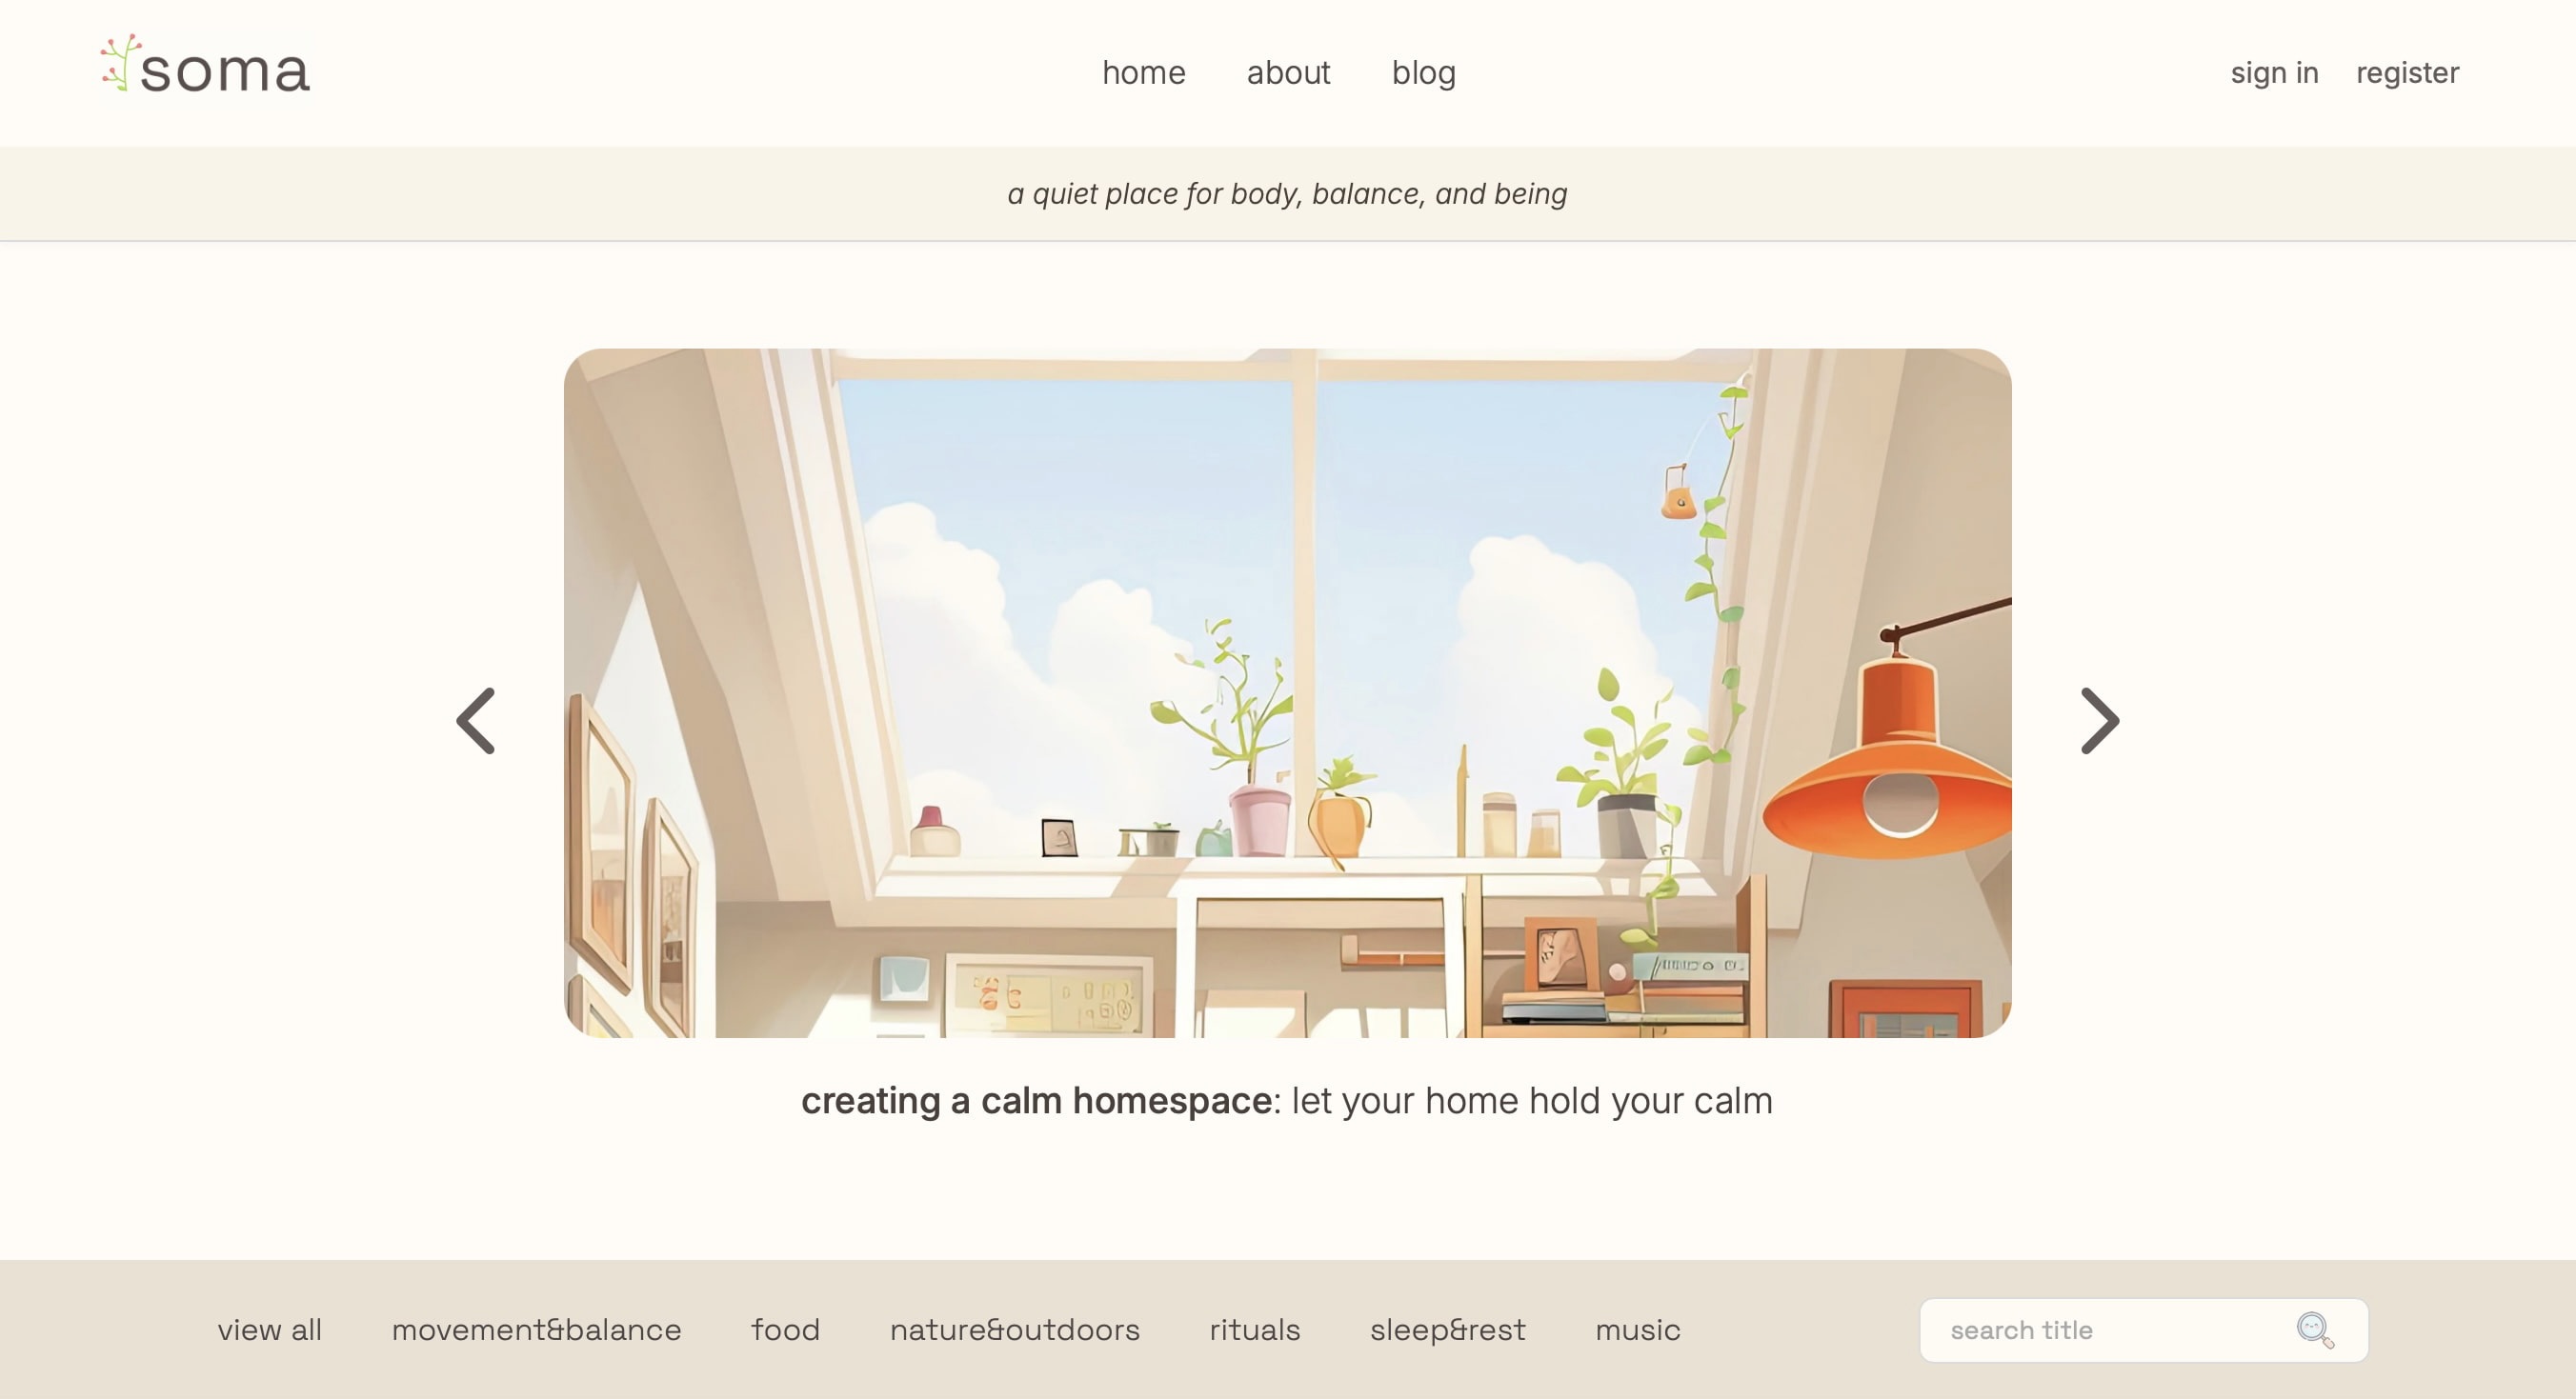 soma
home about blog
sign in register
a quiet place for body, balance, and being
creating a calm homespace: let your home hold your calm
view all movement&balance food nature&outdoors rituals sleep&rest music
search title